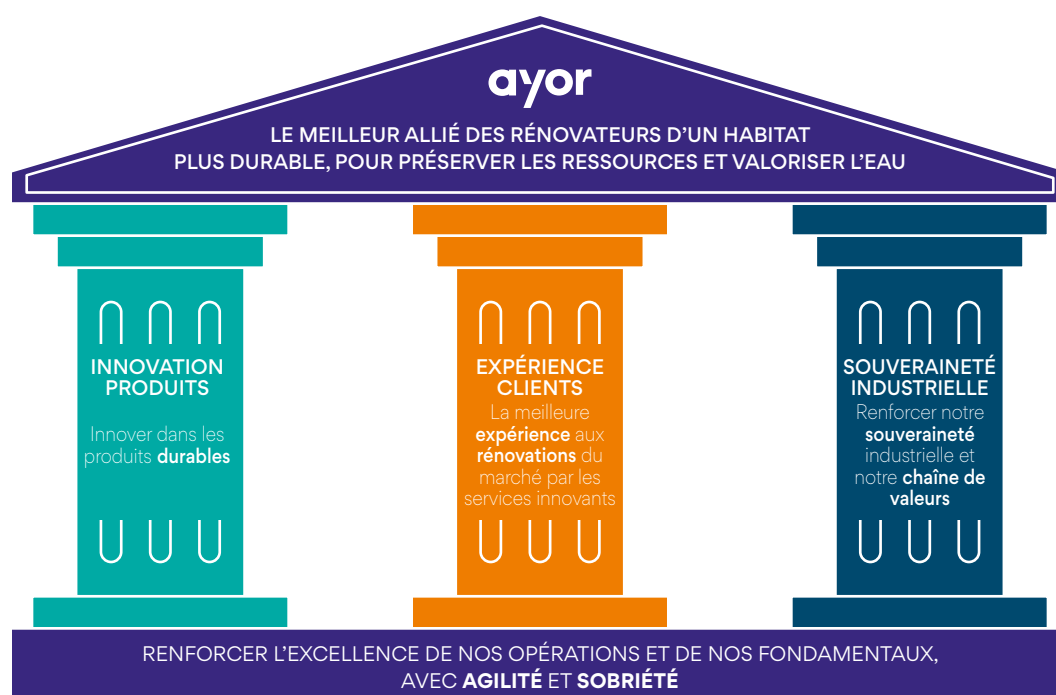 ayor
LE MEILLEUR ALLIÉ DES RÉNOVATEURS D'UN HABITAT
PLUS DURABLE, POUR PRÉSERVER LES RESSOURCES ET VALORISER L'EAU
INNOVATION
PRODUITS
Innover dans les
produits durables
EXPÉRIENCE
CLIENTS
La meilleure
expérience aux
rénovations du
marché par les
services innovants
SOUVERAINETÉ
INDUSTRIELLE
Renforcer notre
souveraineté
industrielle et
notre chaîne de
valeurs
RENFORCER L'EXCELLENCE DE NOS OPÉRATIONS ET DE NOS FONDAMENTAUX,
AVEC AGILITÉ ET SOBRIÉTÉ